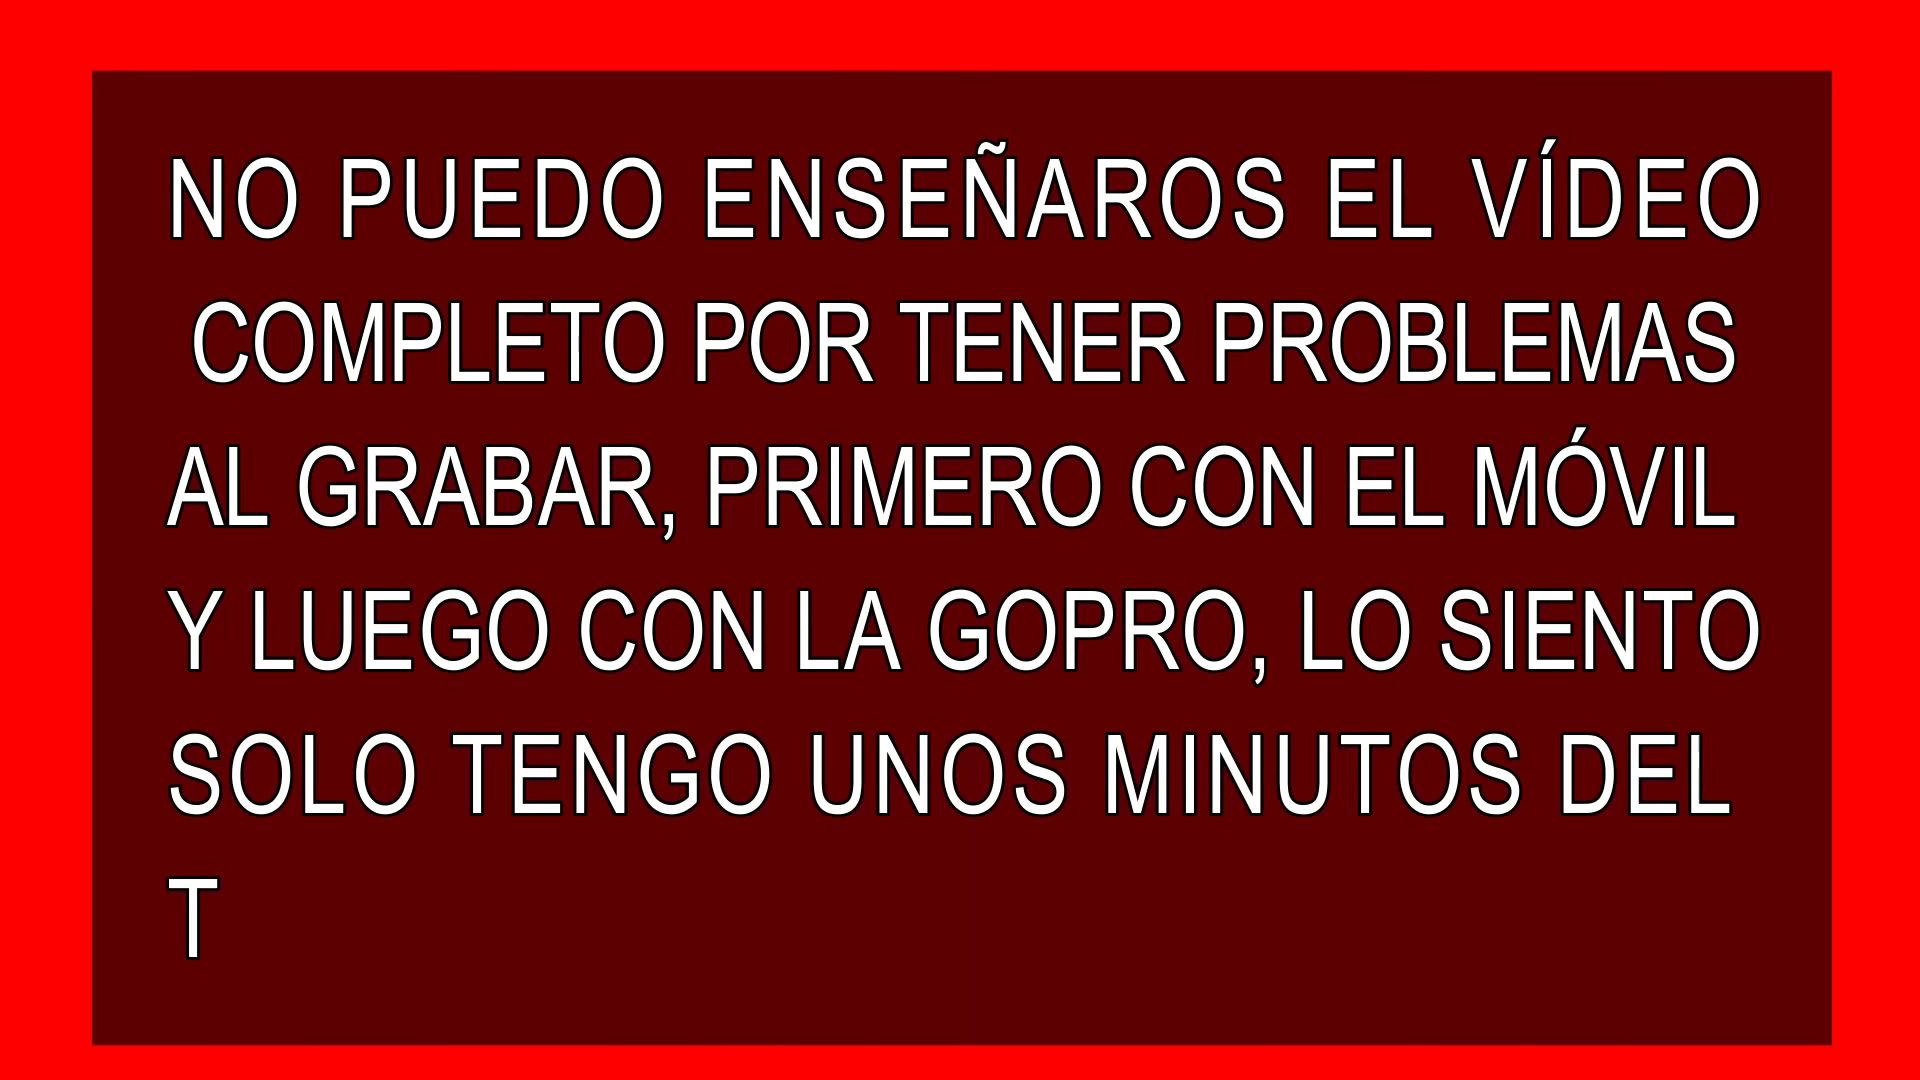 NO PUEDO ENSEÑAROS EL VÍDEO
COMPLETO POR TENER PROBLEMAS
AL GRABAR, PRIMERO CON EL MÓVIL
Y LUEGO CON LA GOPRO, LO SIENTO
SOLO TENGO UNOS MINUTOS DEL
T